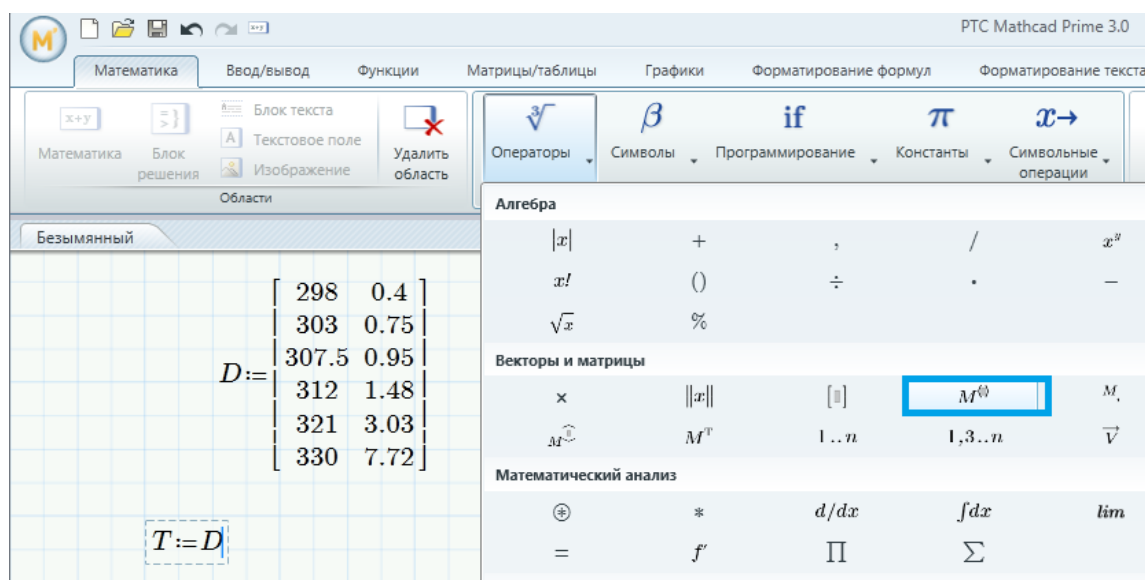 PTC Mathcad Prime 3.0
M
x+y
Математика Ввод/вывод Функции Матрицы/таблицы Графики Форматирование формул Форматирование текста
x+y
Математика
Блок решения
Блок текста
A Текстовое поле
Изображение
Удалить область
Области
∛ Операторы
β Символы
if Программирование
π Константы
x→ Символьные операции
Безымянный
D:=
298 0.4
303 0.75
307.5 0.95
312 1.48
321 3.03
330 7.72
T:=D
Алгебра
|x| + , / xʸ
x! () ÷ · −
√x %
Векторы и матрицы
× ||x|| [▯] M⟨⟩ M.
M Mᵀ 1..n 1,3..n V
Математический анализ
⊛ * d/dx ∫dx lim
= f′ Π Σ